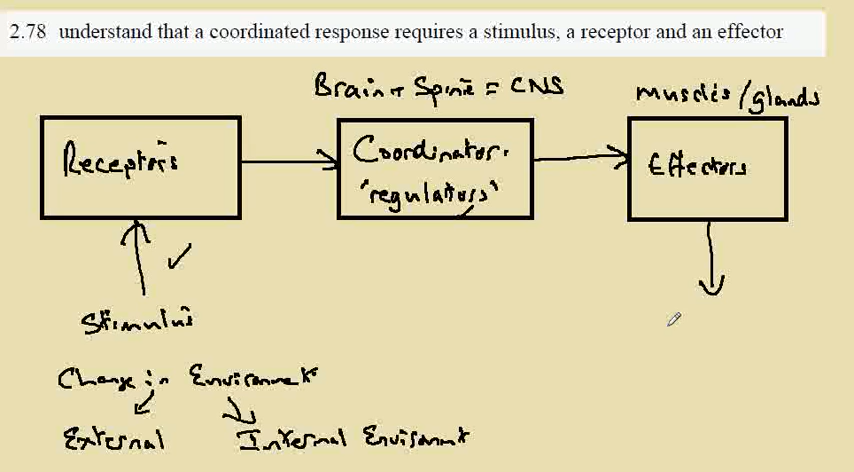 2.78 understand that a coordinated response requires a stimulus, a receptor and an effector
Brain + Spine = CNS
muscles/glands
Receptors
Coordinator.
'regulators'
Effectors
Stimulus
Change in Environment
External
Internal Environment